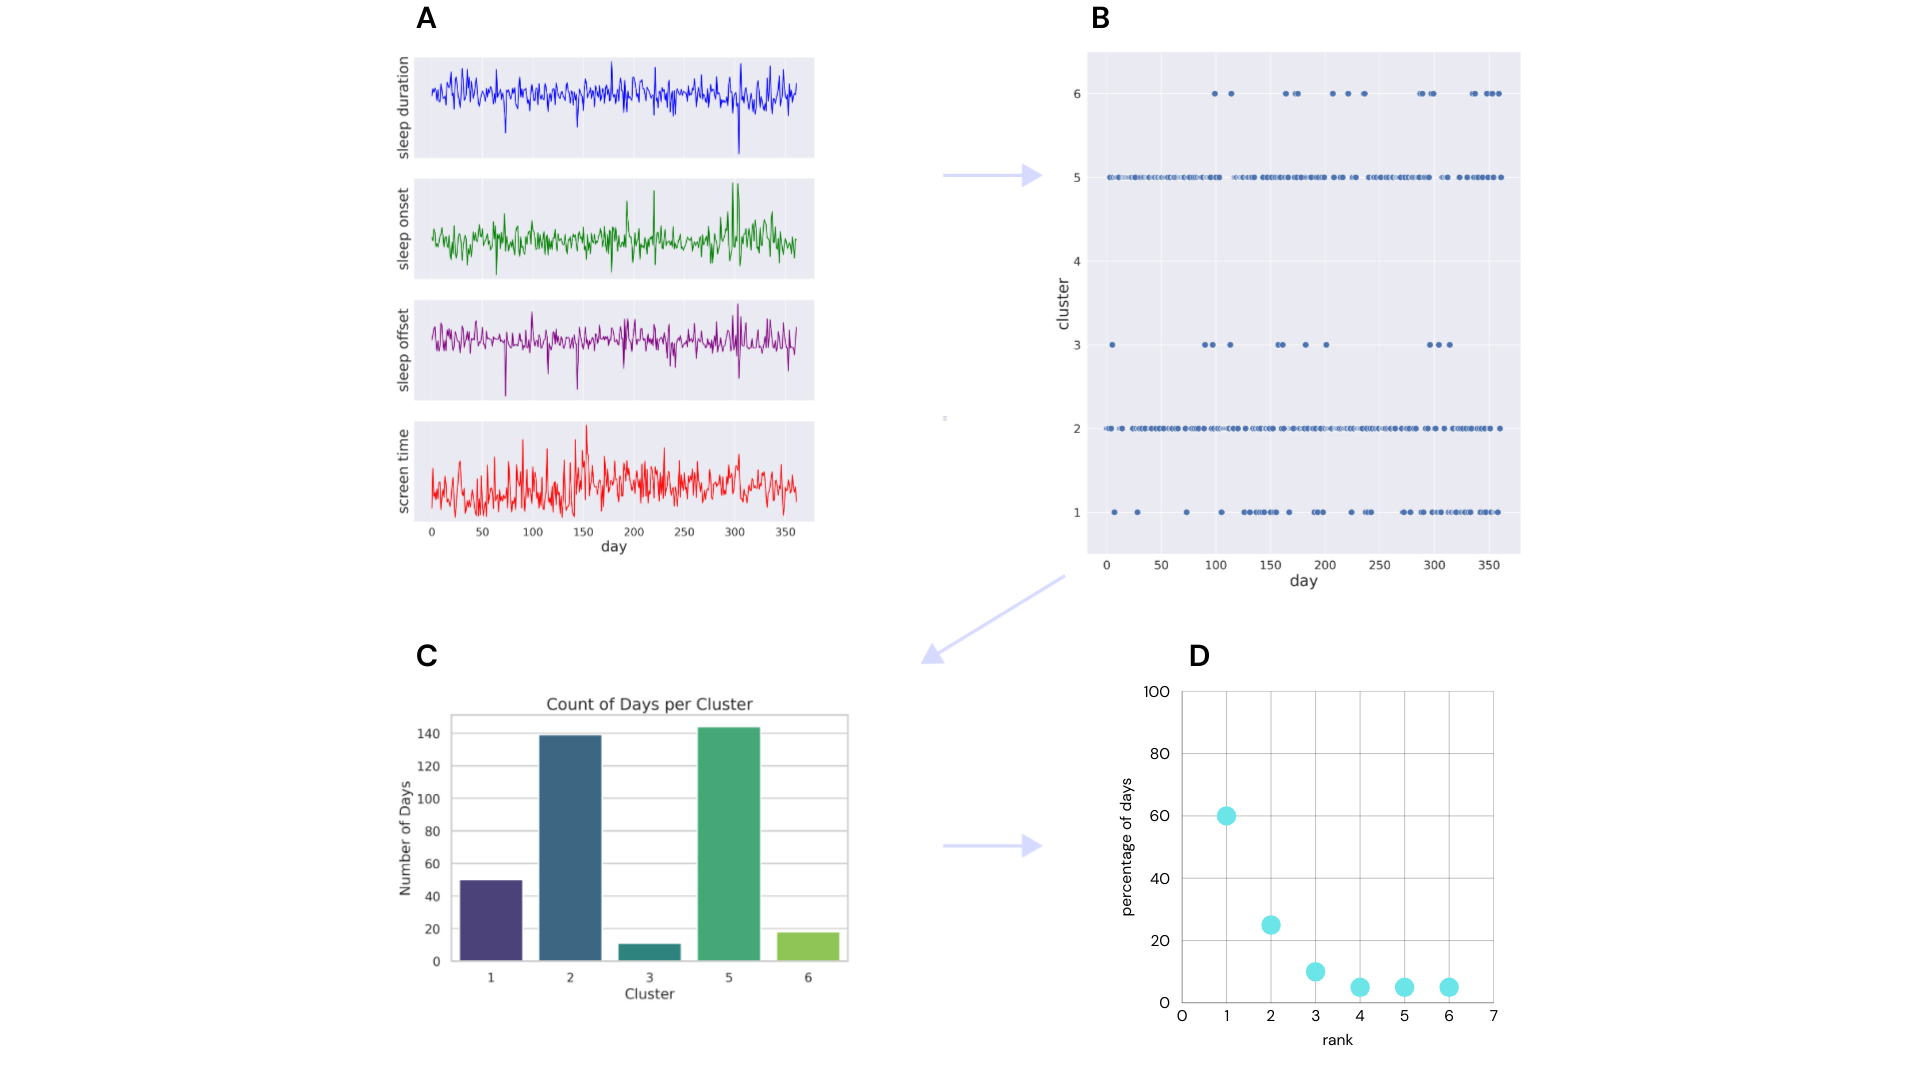 A
sleep duration
sleep onset
sleep offset
screen time
0 50 100 150 200 250 300 350
day
B
6
5
4
3
2
1
cluster
0 50 100 150 200 250 300 350
day
C
Count of Days per Cluster
140
120
100
80
60
40
20
0
Number of Days
1 2 3 5 6
Cluster
D
100
80
60
40
20
0
percentage of days
0 1 2 3 4 5 6 7
rank